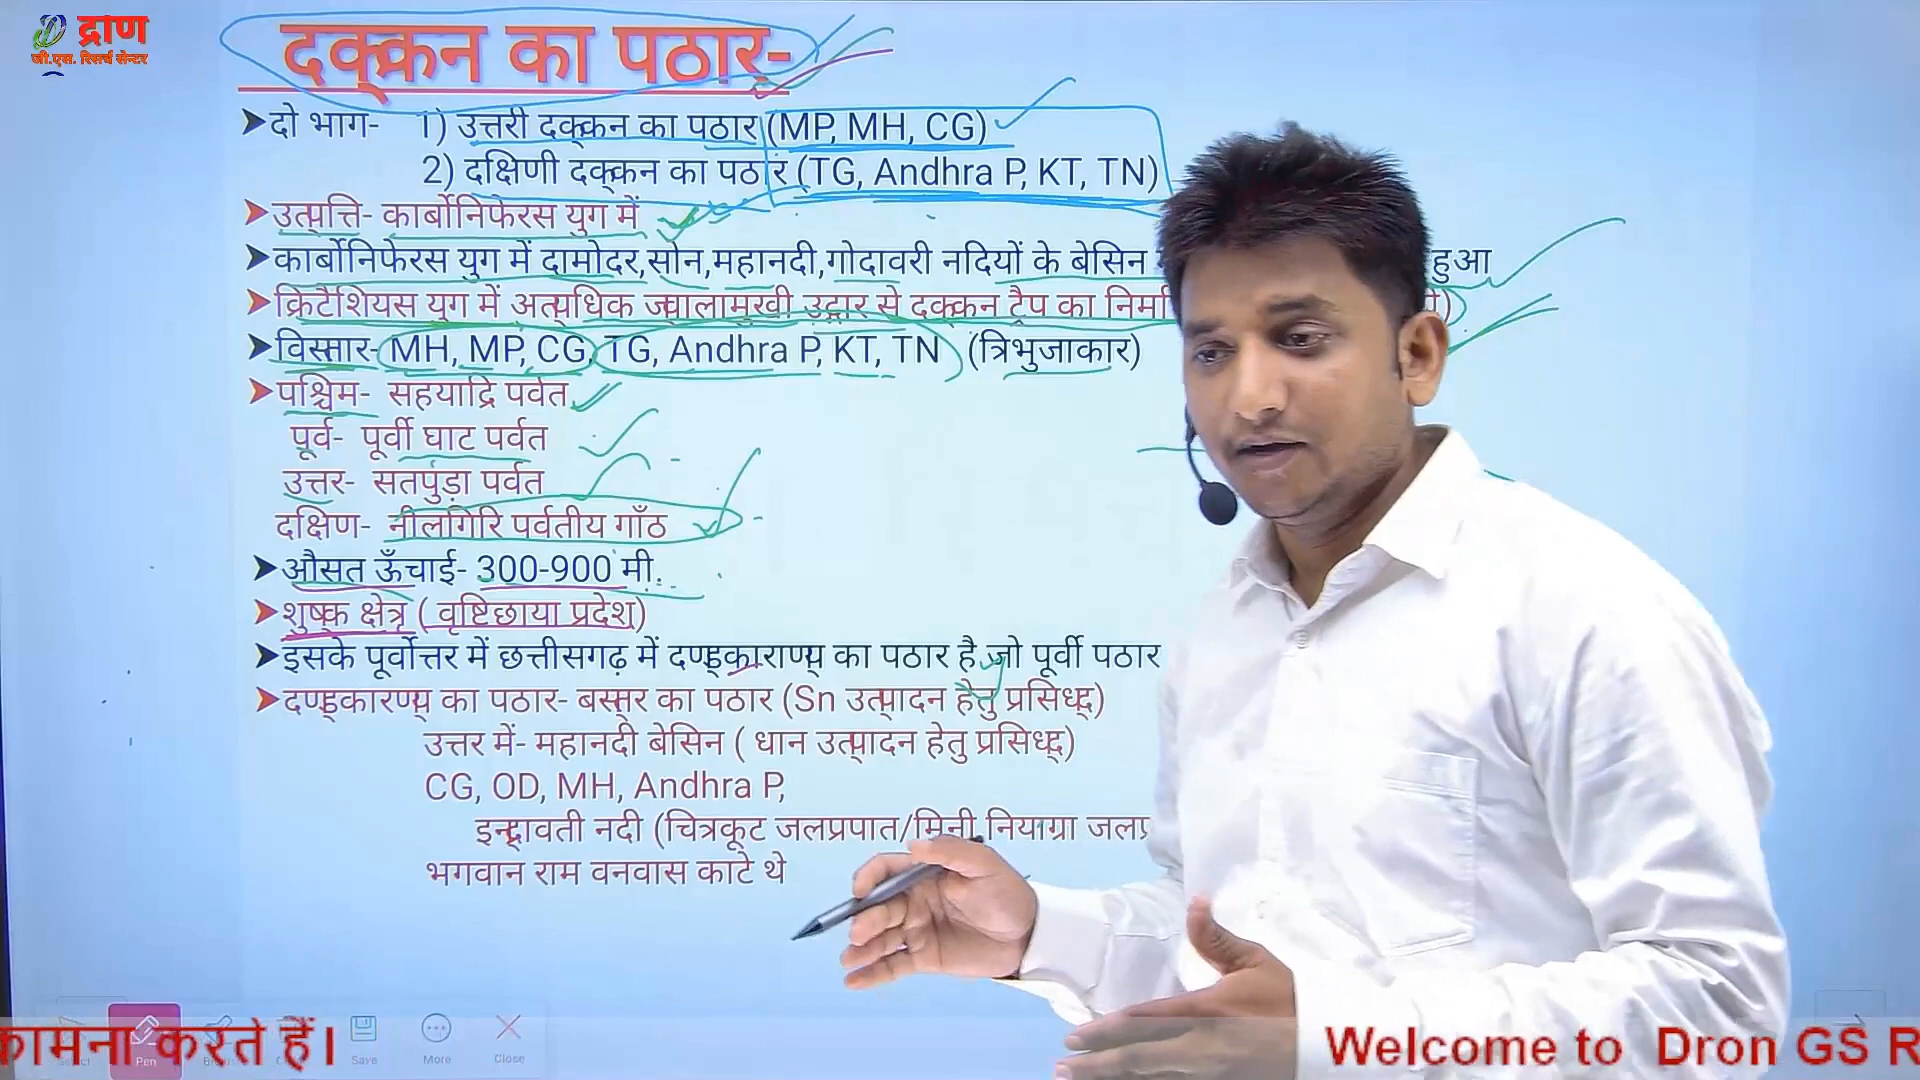 द्राण
जी.एस. रिसर्च सेन्टर
दक्कन का पठार-
➤दो भाग- 1) उत्तरी दक्कन का पठार (MP, MH, CG)
2) दक्षिणी दक्कन का पठार (TG, Andhra P, KT, TN)
➤उत्पत्ति- कार्बोनिफेरस युग में
➤कार्बोनिफेरस युग में दामोदर,सोन,महानदी,गोदावरी नदियों के बेसिन हुआ
➤क्रिटैशियस युग में अत्यधिक ज्वालामुखी उद्गार से दक्कन ट्रैप का
➤विस्तार- MH, MP, CG, TG, Andhra P, KT, TN (त्रिभुजाकार)
➤पश्चिम- सहयाद्रि पर्वत
पूर्व- पूर्वी घाट पर्वत
उत्तर- सतपुड़ा पर्वत
दक्षिण- नीलगिरि पर्वतीय गाँठ
➤औसत ऊँचाई- 300-900 मी.
➤शुष्क क्षेत्र ( वृष्टिछाया प्रदेश)
➤इसके पूर्वोत्तर में छत्तीसगढ़ में दण्डकाराण्य का पठार है जो पूर्वी पठार
➤दण्डकारण्य का पठार- बस्तर का पठार (Sn उत्पादन हेतु प्रसिध्द)
उत्तर में- महानदी बेसिन ( धान उत्पादन हेतु प्रसिध्द)
CG, OD, MH, Andhra P,
इन्द्रावती नदी (चित्रकूट जलप्रपात/मिनी नियाग्रा
भगवान राम वनवास काटे थे
Pen Save More Close
कामना करते हैं। Welcome to Dron GS R